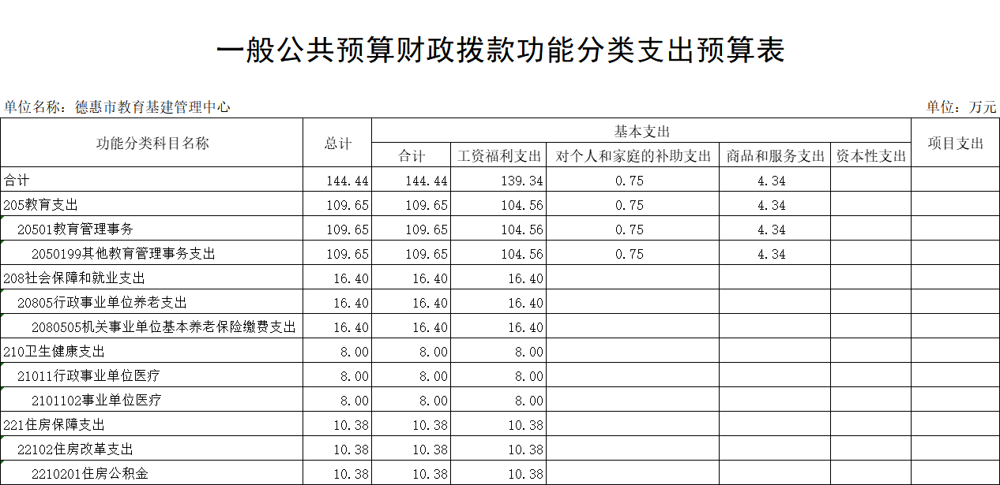 一般公共预算财政拨款功能分类支出预算表
单位名称：德惠市教育基建管理中心 单位：万元
功能分类科目名称 总计 基本支出 项目支出
合计 工资福利支出 对个人和家庭的补助支出 商品和服务支出 资本性支出
合计 144.44 144.44 139.34 0.75 4.34
205教育支出 109.65 109.65 104.56 0.75 4.34
20501教育管理事务 109.65 109.65 104.56 0.75 4.34
2050199其他教育管理事务支出 109.65 109.65 104.56 0.75 4.34
208社会保障和就业支出 16.40 16.40 16.40
20805行政事业单位养老支出 16.40 16.40 16.40
2080505机关事业单位基本养老保险缴费支出 16.40 16.40 16.40
210卫生健康支出 8.00 8.00 8.00
21011行政事业单位医疗 8.00 8.00 8.00
2101102事业单位医疗 8.00 8.00 8.00
221住房保障支出 10.38 10.38 10.38
22102住房改革支出 10.38 10.38 10.38
2210201住房公积金 10.38 10.38 10.38